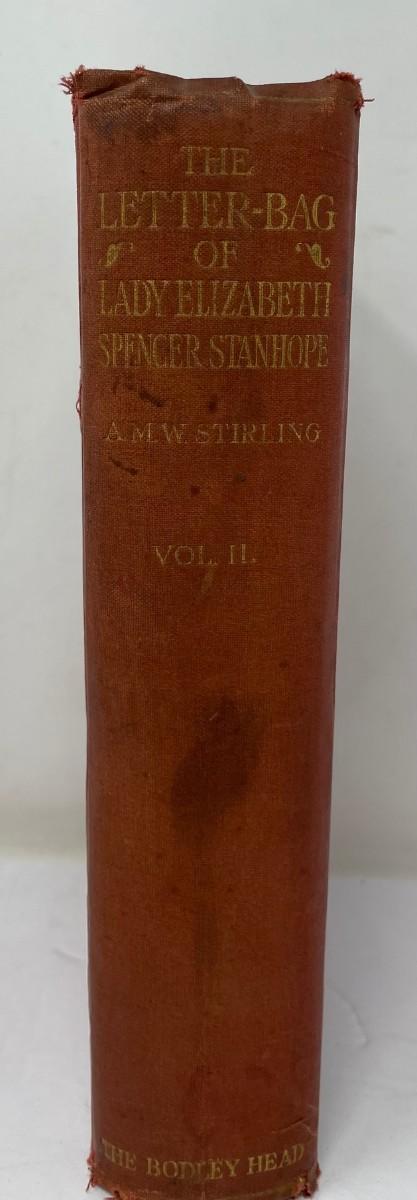 THE
LETTER-BAG
OF
LADY ELIZABETH
SPENCER STANHOPE
A.M.W. STIRLING
VOL. II.
THE BODLEY HEAD